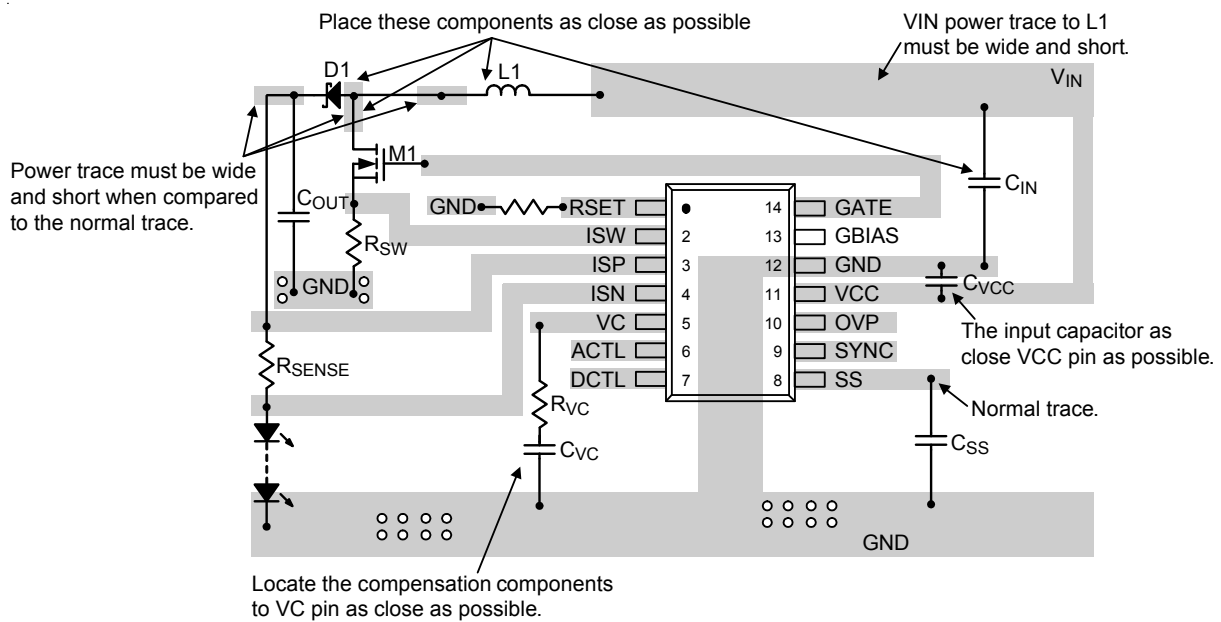 Place these components as close as possible
VIN power trace to L1
must be wide and short.
D1
L1
VIN
Power trace must be wide
and short when compared
to the normal trace.
M1
COUT
CIN
GND
RSET
14
GATE
RSW
ISW
2
13
GBIAS
ISP
3
12
GND
CVCC
GND
ISN
4
11
VCC
VC
5
10
OVP
The input capacitor as
close VCC pin as possible.
ACTL
6
9
SYNC
RSENSE
DCTL
7
8
SS
Normal trace.
RVC
CVC
CSS
GND
Locate the compensation components
to VC pin as close as possible.